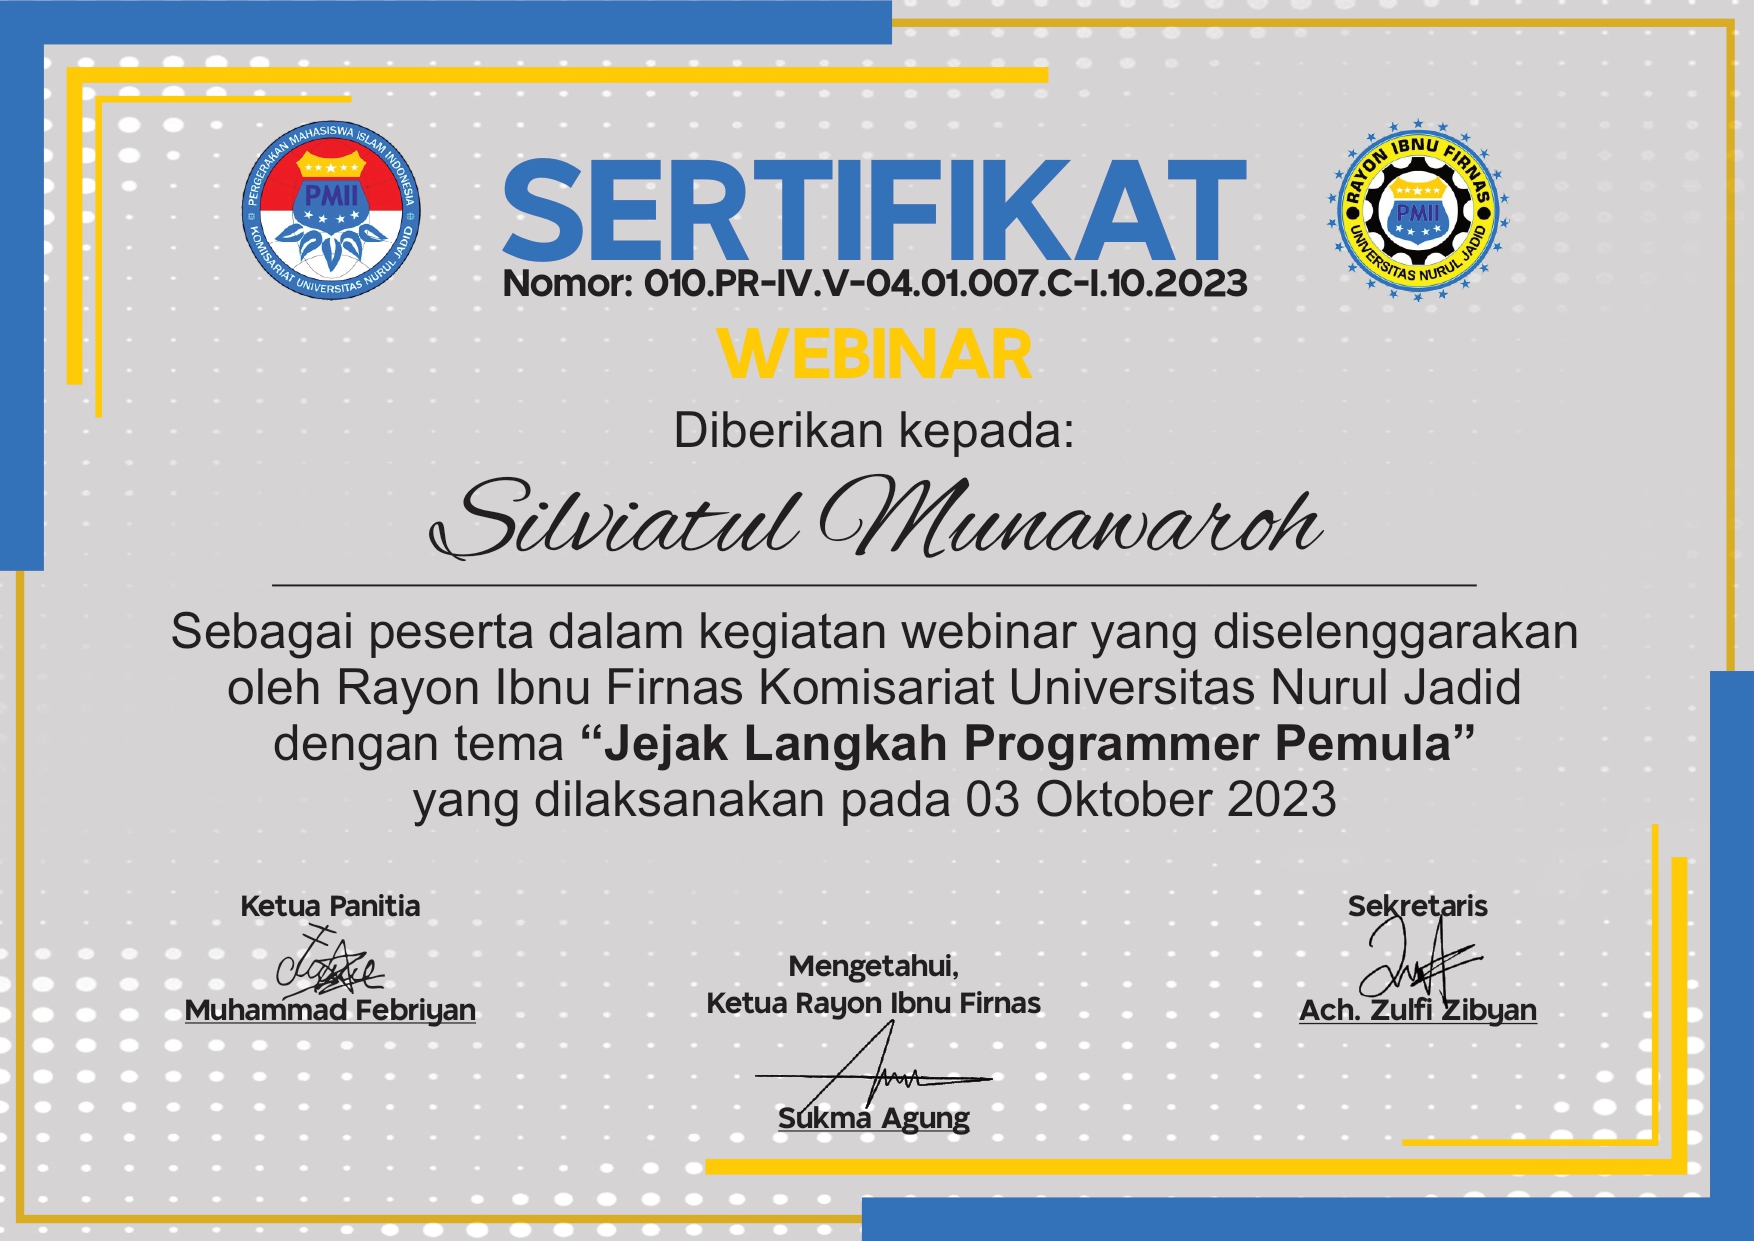 PERGERAKAN MAHASISWA ISLAM INDONESIA
PMII
KOMISARIAT UNIVERSITAS NURUL JADID
RAYON IBNU FIRNAS
PMII
UNIVERSITAS NURUL JADID
SERTIFIKAT
Nomor: 010.PR-IV.V-04.01.007.C-I.10.2023
WEBINAR
Diberikan kepada:
Silviatul Munawaroh
Sebagai peserta dalam kegiatan webinar yang diselenggarakan
oleh Rayon Ibnu Firnas Komisariat Universitas Nurul Jadid
dengan tema “Jejak Langkah Programmer Pemula”
yang dilaksanakan pada 03 Oktober 2023
Ketua Panitia
Muhammad Febriyan
Mengetahui,
Ketua Rayon Ibnu Firnas
Sukma Agung
Sekretaris
Ach. Zulfi Zibyan